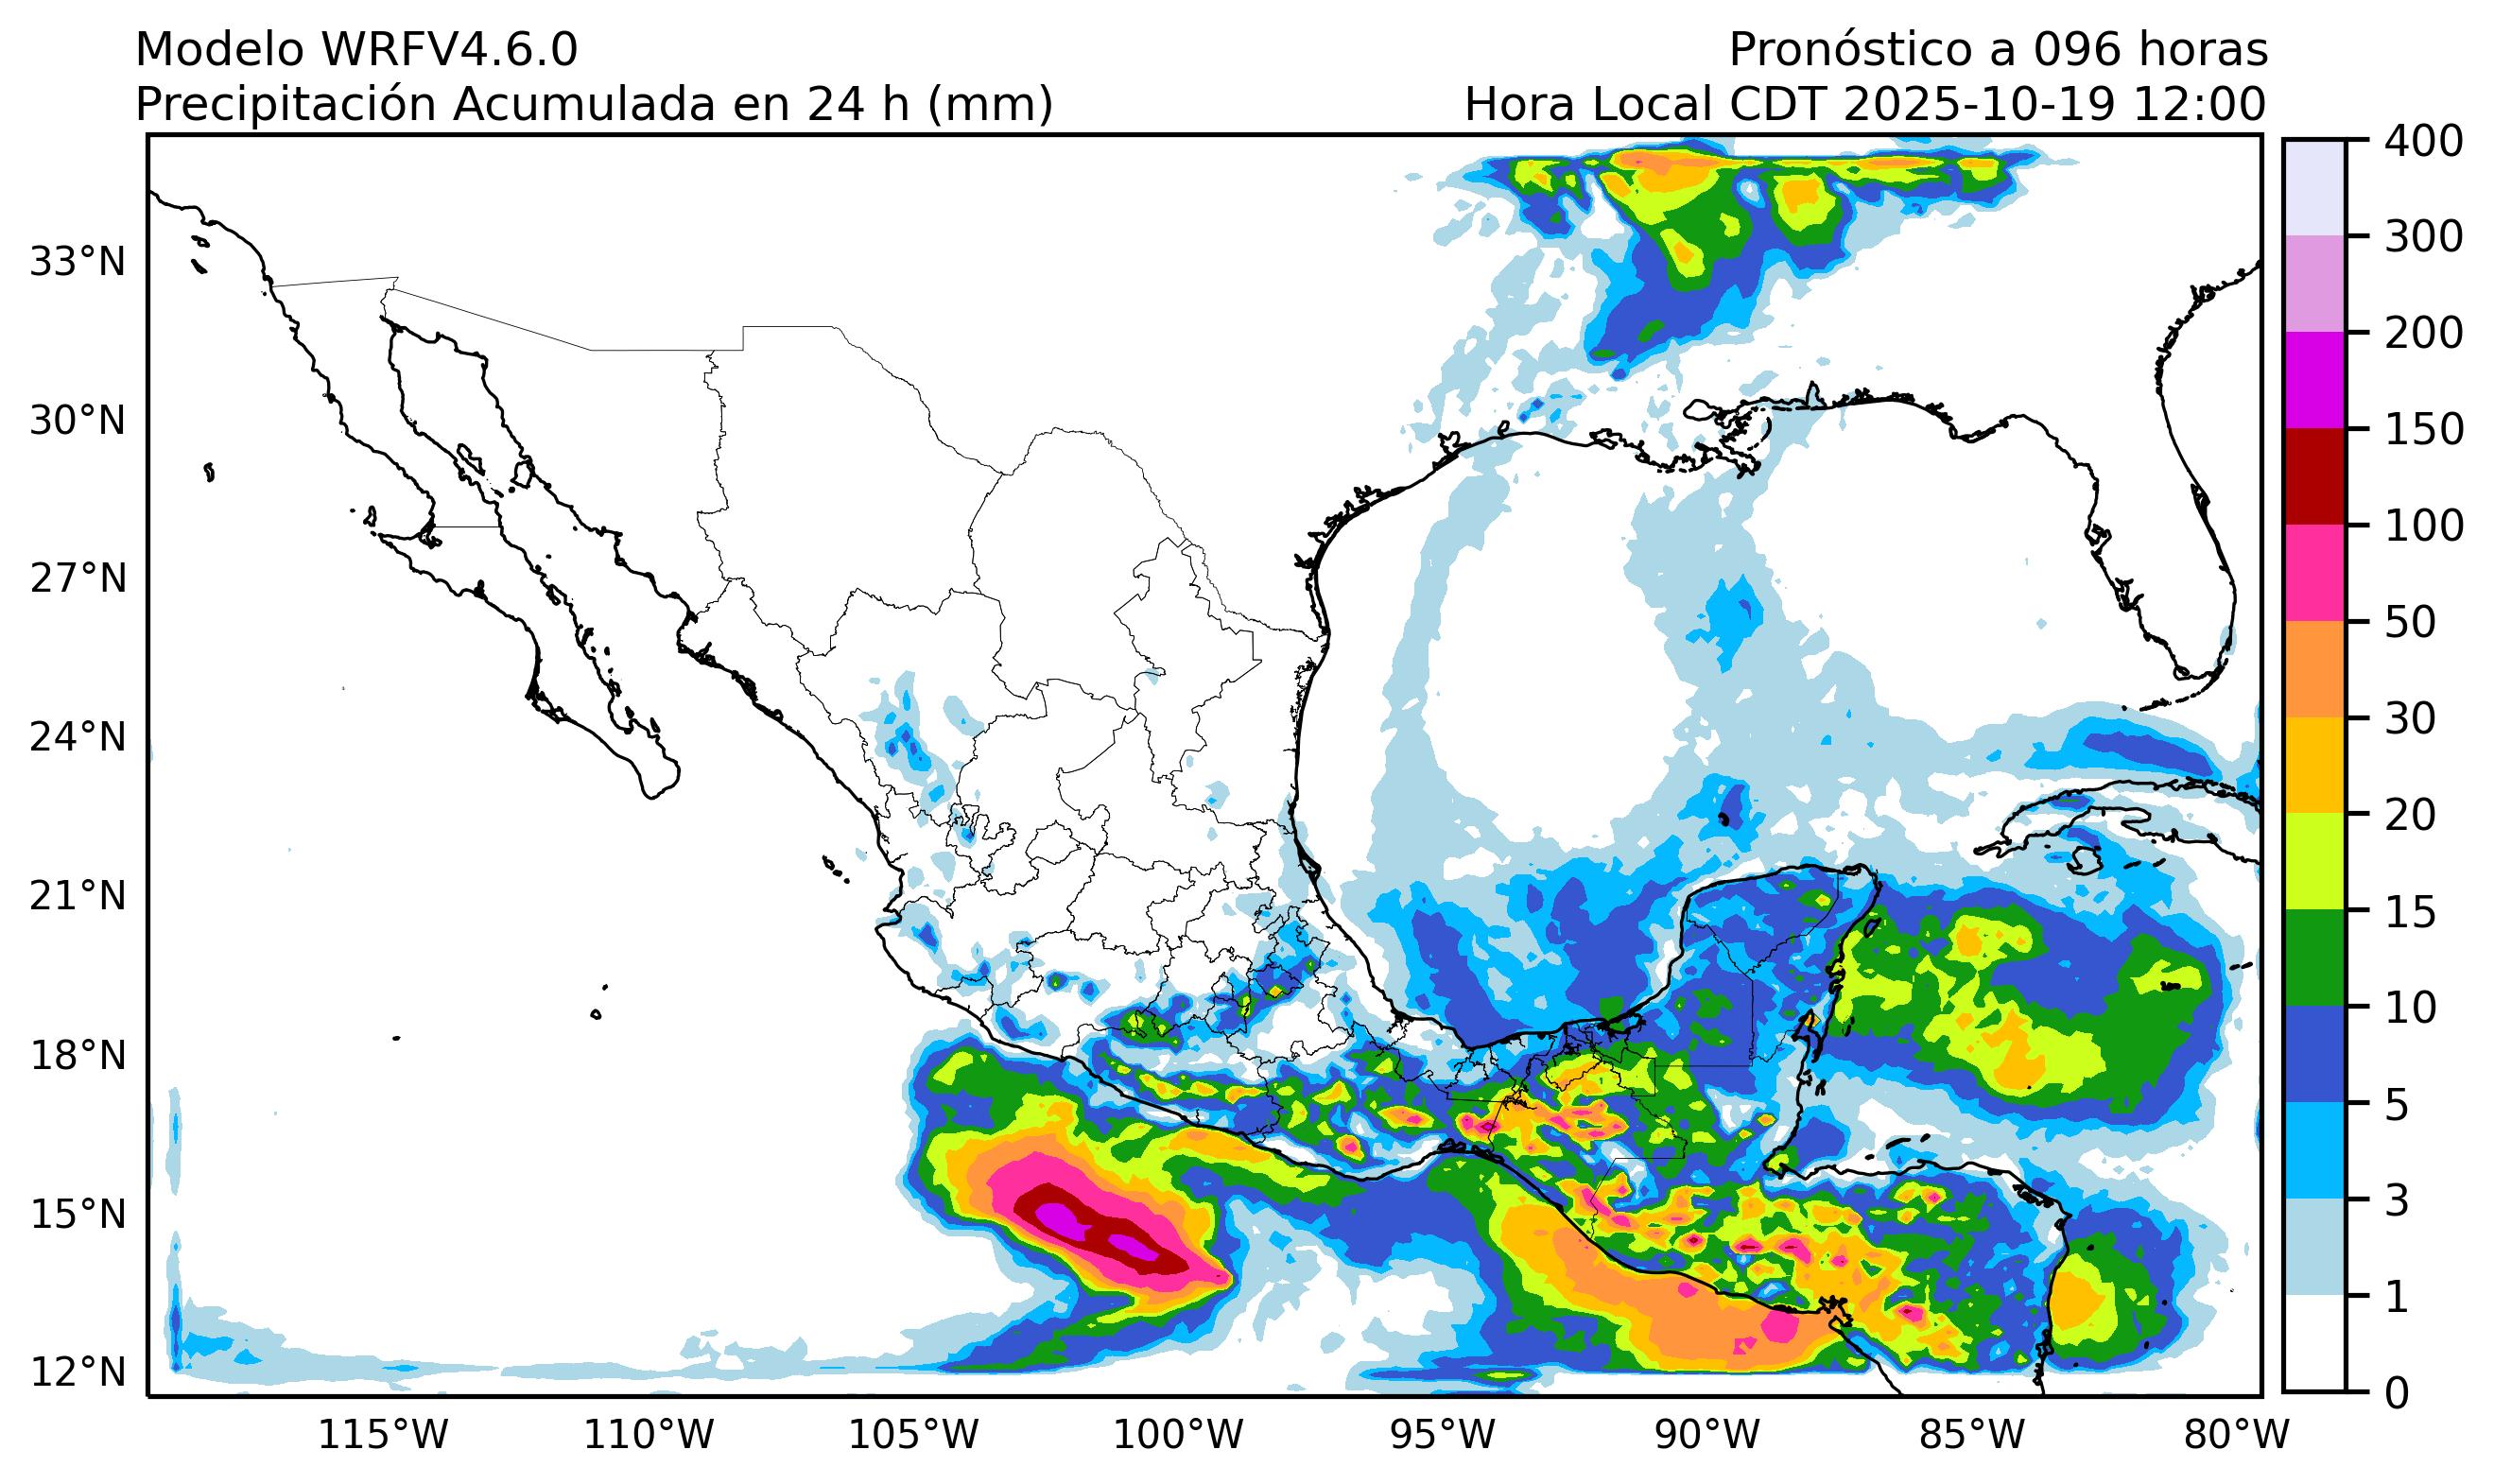 Modelo WRFV4.6.0
Pronóstico a 096 horas
Precipitación Acumulada en 24 h (mm)
Hora Local CDT 2025-10-19 12:00
33°N
30°N
27°N
24°N
21°N
18°N
15°N
12°N
115°W
110°W
105°W
100°W
95°W
90°W
85°W
80°W
400
300
200
150
100
50
30
20
15
10
5
3
1
0